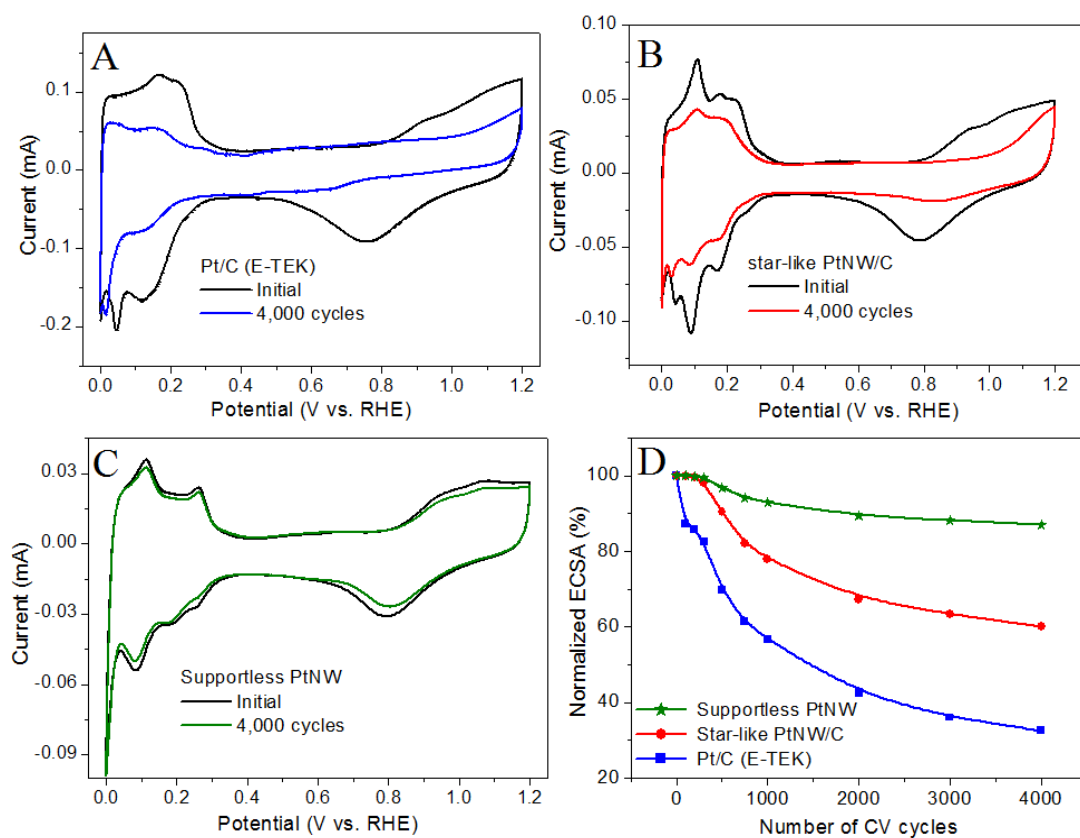 A
Current (mA)
0.1
0.0
-0.1
-0.2
Pt/C (E-TEK)
Initial
4,000 cycles
0.0 0.2 0.4 0.6 0.8 1.0 1.2
Potential (V vs. RHE)
B
Current (mA)
0.10
0.05
0.00
-0.05
-0.10
star-like PtNW/C
Initial
4,000 cycles
0.0 0.2 0.4 0.6 0.8 1.0 1.2
Potential (V vs. RHE)
C
Current (mA)
0.03
0.00
-0.03
-0.06
-0.09
Supportless PtNW
Initial
4,000 cycles
0.0 0.2 0.4 0.6 0.8 1.0 1.2
Potential (V vs. RHE)
D
Normalized ECSA (%)
100
80
60
40
20
Supportless PtNW
Star-like PtNW/C
Pt/C (E-TEK)
0 1000 2000 3000 4000
Number of CV cycles